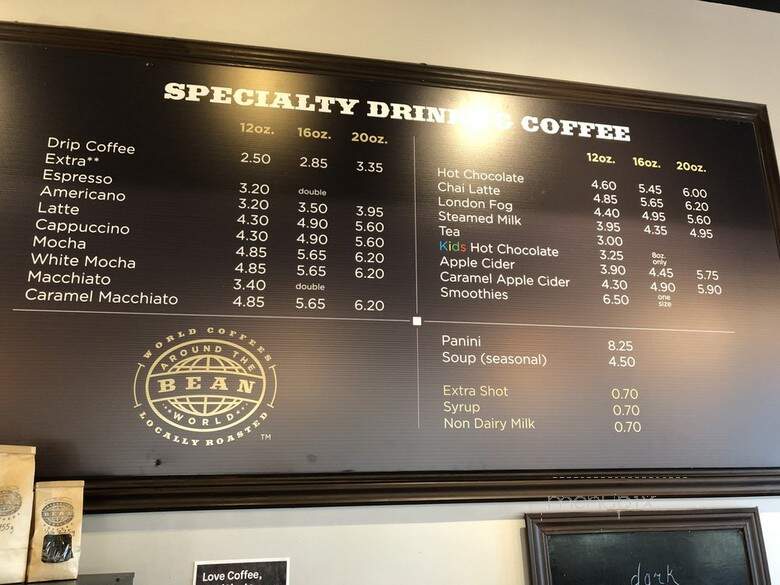 SPECIALTY DRINKS & COFFEE
12oz. 16oz. 20oz.
Drip Coffee
Extra** 2.50 2.85 3.35
Espresso 3.20 double
Americano 3.20 3.50 3.95
Latte 4.30 4.90 5.60
Cappuccino 4.30 4.90 5.60
Mocha 4.85 5.65 6.20
White Mocha 4.85 5.65 6.20
Macchiato 3.40 double
Caramel Macchiato 4.85 5.65 6.20
12oz. 16oz. 20oz.
Hot Chocolate 4.60 5.45 6.00
Chai Latte 4.85 5.65 6.20
London Fog 4.40 4.95 5.60
Steamed Milk 3.95 4.35 4.95
Tea 3.00
Kids Hot Chocolate 3.25 8oz. only
Apple Cider 3.90 4.45 5.75
Caramel Apple Cider 4.30 4.90 5.90
Smoothies 6.50 one size
Panini 8.25
Soup (seasonal) 4.50
Extra Shot 0.70
Syrup 0.70
Non Dairy Milk 0.70
WORLD COFFEES
AROUND THE
BEAN
WORLD
LOCALLY ROASTED
TM
BEAN
Love Coffee,
menupix
dark